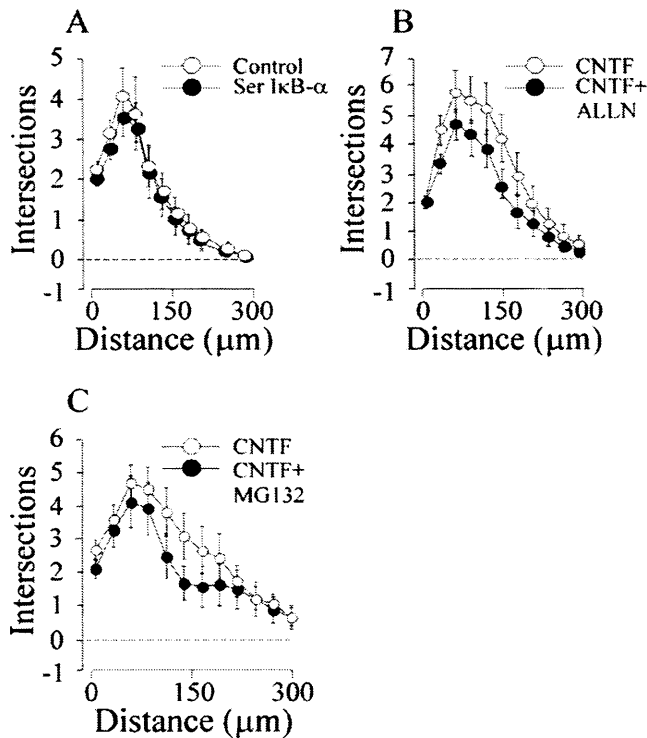 A
Control
Ser IκB-α
5
4
3
2
1
0
-1
Intersections
0
150
300
Distance (μm)
B
CNTF
CNTF+
ALLN
7
6
5
4
3
2
1
0
-1
Intersections
0
150
300
Distance (μm)
C
CNTF
CNTF+
MG132
6
5
4
3
2
1
0
-1
Intersections
0
150
300
Distance (μm)